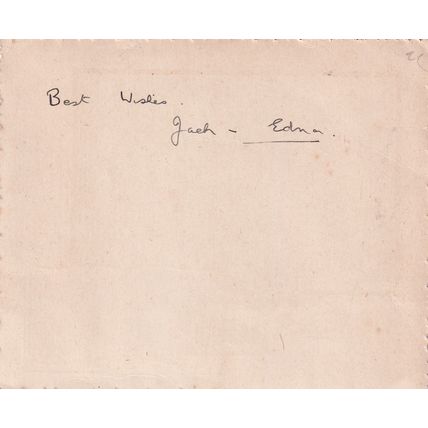 Best Wishes.
Jack - Edna.